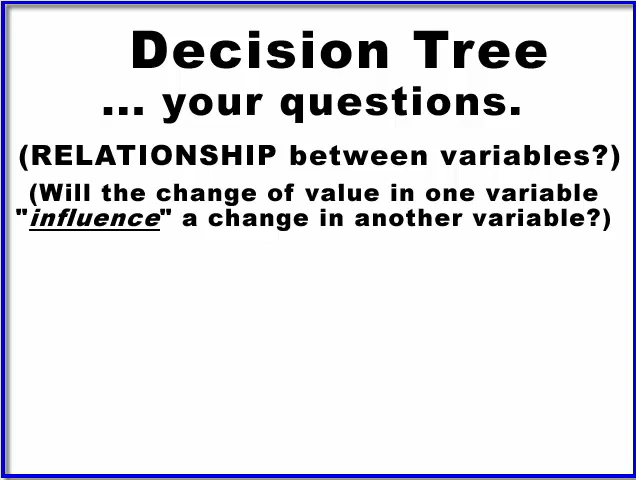 Decision Tree
... your questions.
(RELATIONSHIP between variables?)
(Will the change of value in one variable
"influence" a change in another variable?)